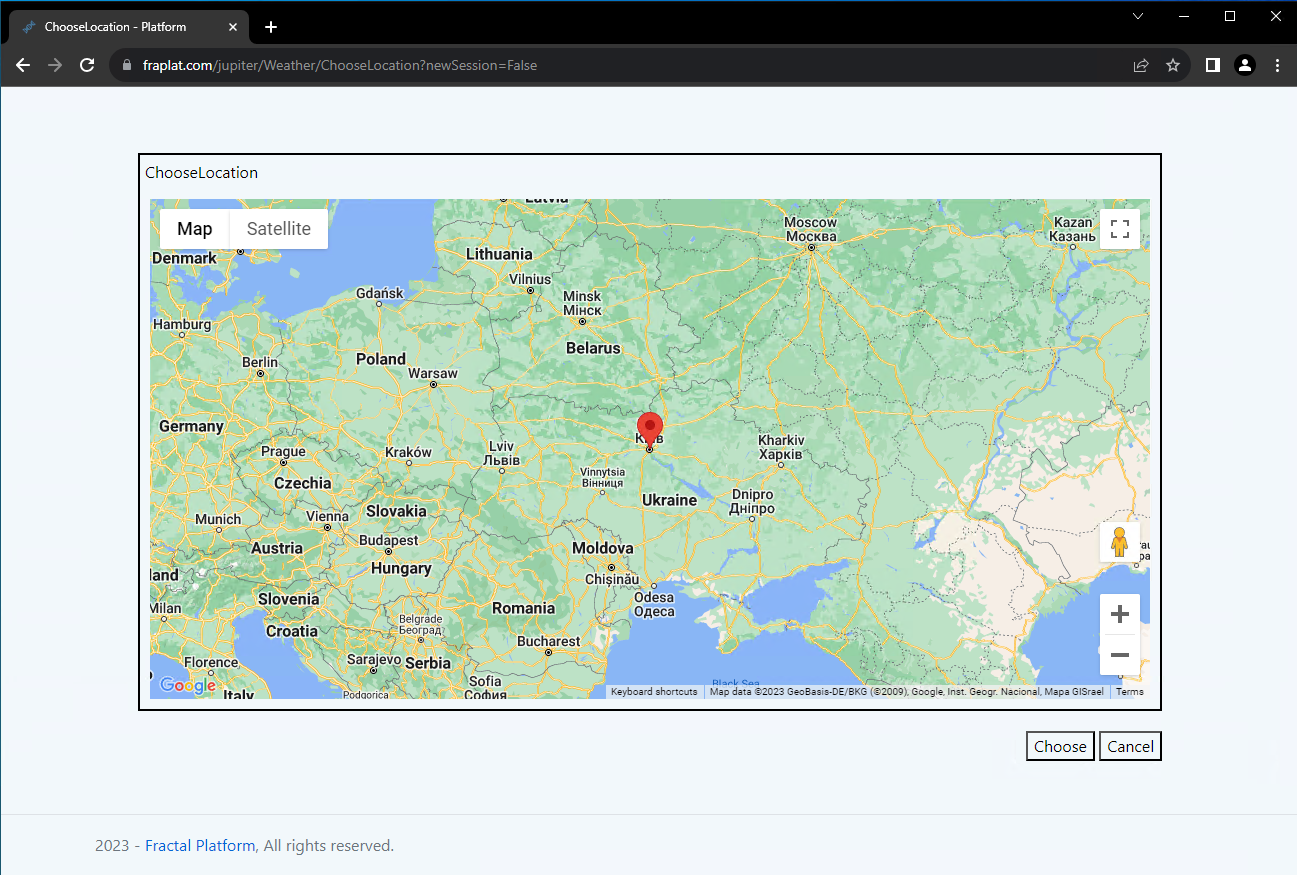 ChooseLocation - Platform
fraplat.com/jupiter/Weather/ChooseLocation?newSession=False
ChooseLocation
Map
Satellite
Latvia
Moscow
Москва
Kazan
Казань
Denmark
Lithuania
Vilnius
Gdańsk
Minsk
Мінск
Hamburg
Belarus
Poland
Berlin
Warsaw
Germany
Київ
Kharkiv
Харків
Prague
Kraków
Lviv
Львів
Czechia
Vinnytsia
Вінниця
Ukraine
Dnipro
Дніпро
Munich
Vienna
Slovakia
Austria
Budapest
Moldova
Hungary
Chișinău
Slovenia
Odesa
Одеса
Milan
Romania
Belgrade
Београд
Croatia
Bucharest
Florence
Sarajevo
Serbia
Sofia
София
Black Sea
Italy
Podgorica
Google
Keyboard shortcuts
Map data ©2023 GeoBasis-DE/BKG (©2009), Google, Inst. Geogr. Nacional, Mapa GISrael
Terms
Choose
Cancel
2023 - Fractal Platform, All rights reserved.